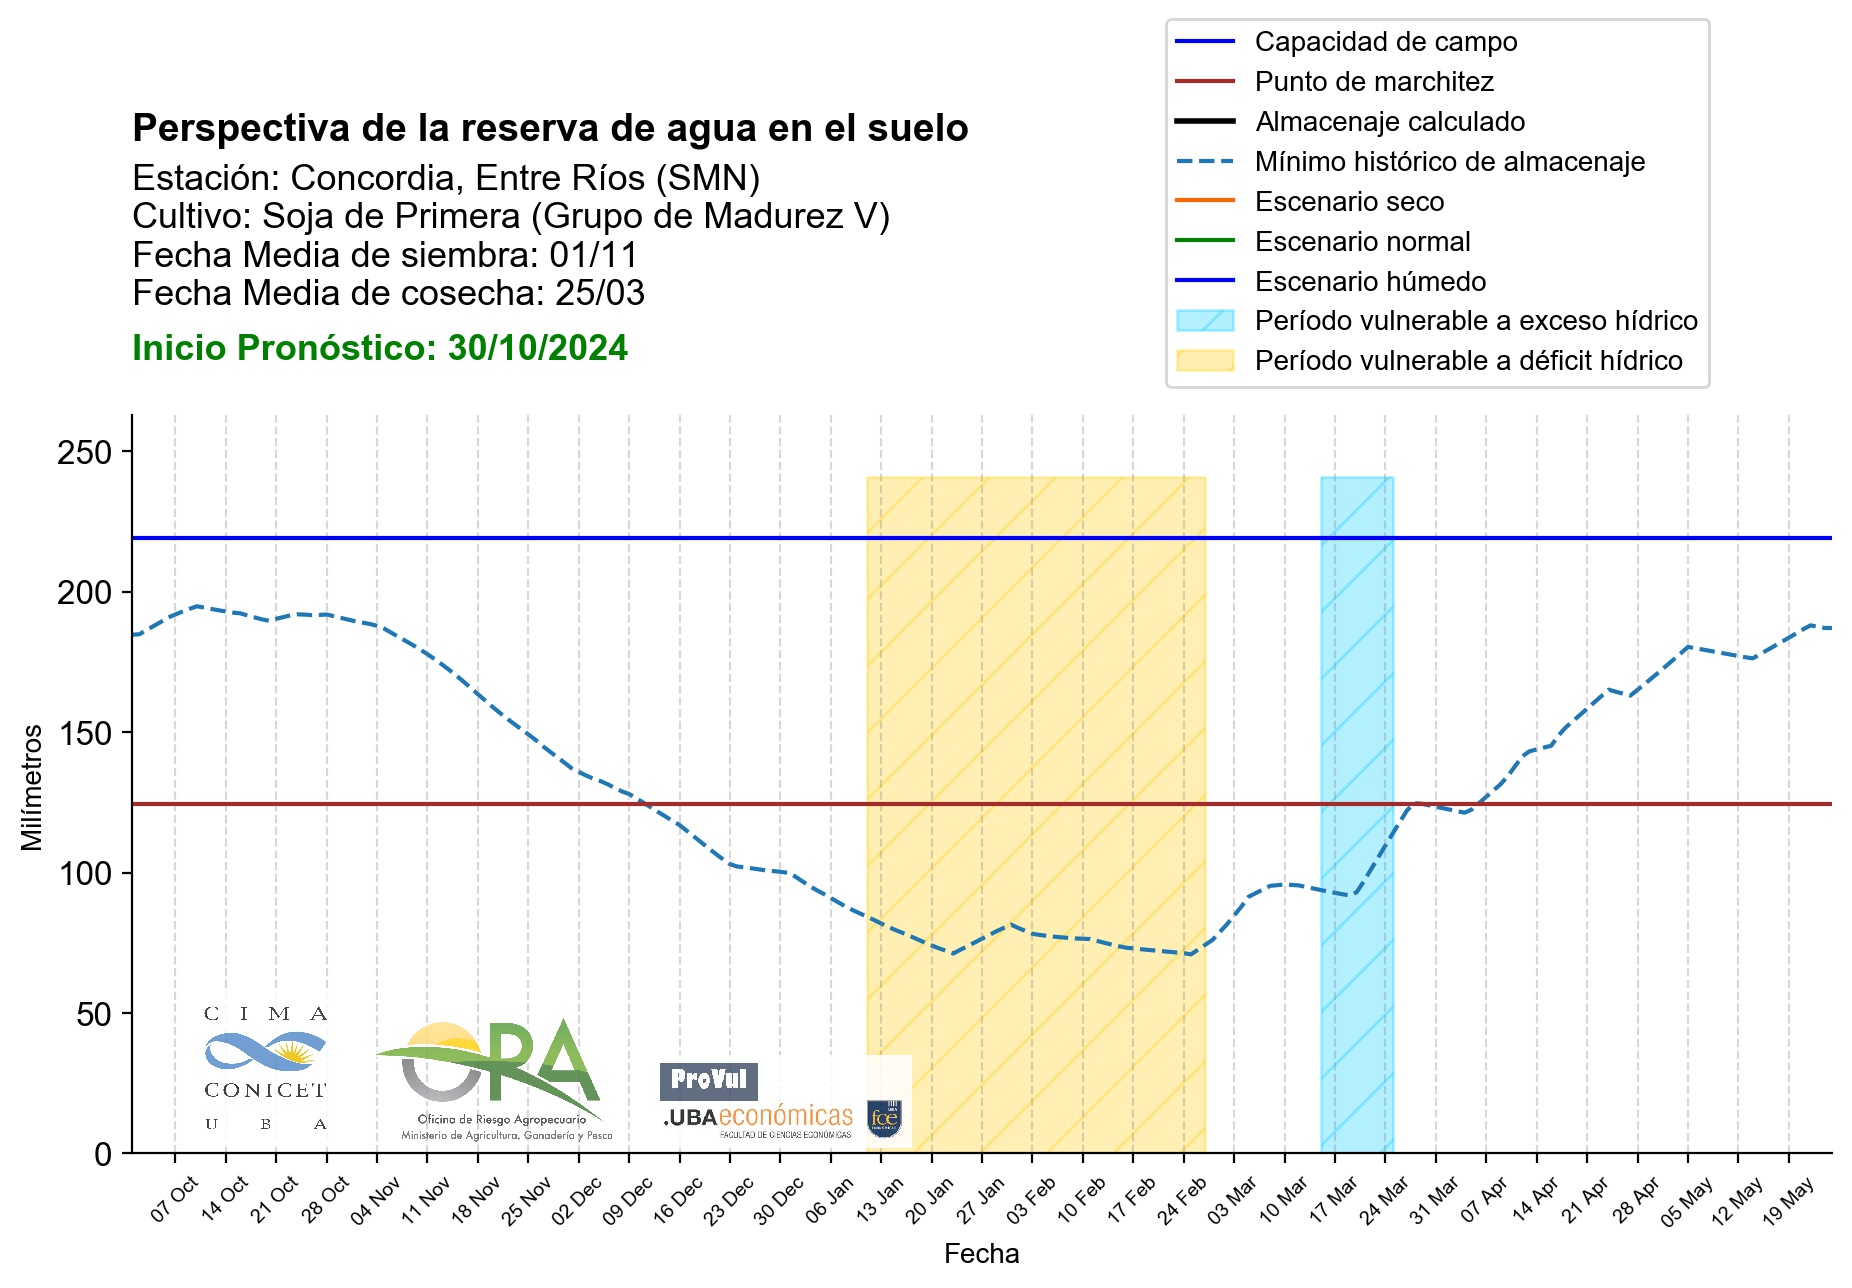 Capacidad de campo
Punto de marchitez
Almacenaje calculado
Mínimo histórico de almacenaje
Escenario seco
Escenario normal
Escenario húmedo
Período vulnerable a exceso hídrico
Período vulnerable a déficit hídrico
Perspectiva de la reserva de agua en el suelo
Estación: Concordia, Entre Ríos (SMN)
Cultivo: Soja de Primera (Grupo de Madurez V)
Fecha Media de siembra: 01/11
Fecha Media de cosecha: 25/03
Inicio Pronóstico: 30/10/2024
250
200
150
100
50
0
Milímetros
CIMA
CONICET
UBA
ORA
Oficina de Riesgo Agropecuario
Ministerio de Agricultura, Ganadería y Pesca
ProVul
.UBAeconómicas
FACULTAD DE CIENCIAS ECONÓMICAS
fce
07 Oct
14 Oct
21 Oct
28 Oct
04 Nov
11 Nov
18 Nov
25 Nov
02 Dec
09 Dec
16 Dec
23 Dec
30 Dec
06 Jan
13 Jan
20 Jan
27 Jan
03 Feb
10 Feb
17 Feb
24 Feb
03 Mar
10 Mar
17 Mar
24 Mar
31 Mar
07 Apr
14 Apr
21 Apr
28 Apr
05 May
12 May
19 May
Fecha